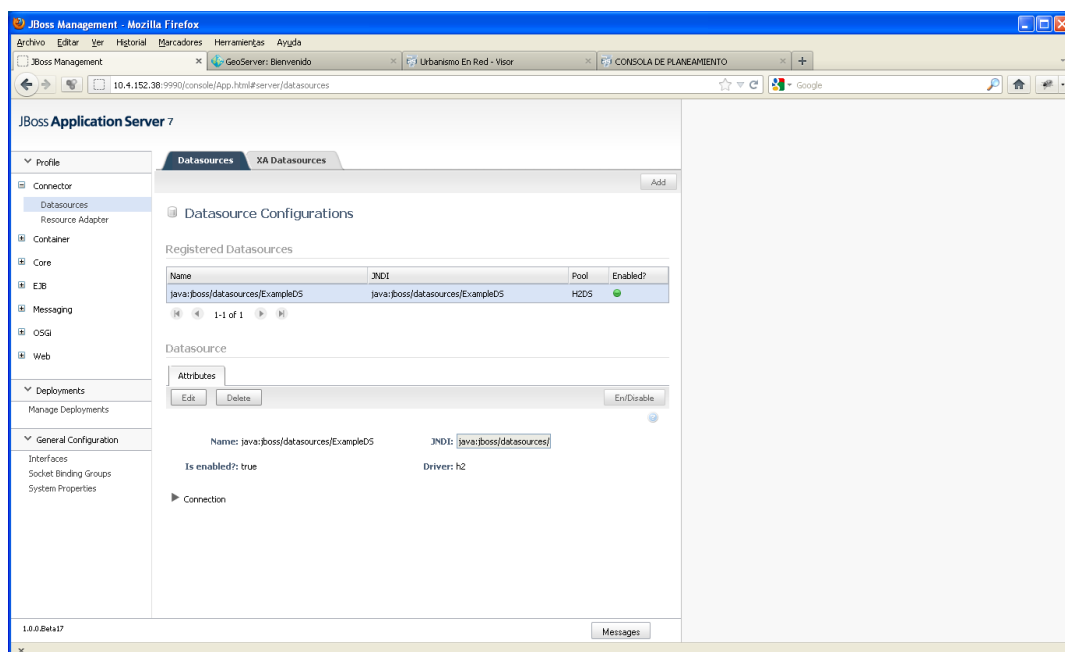 JBoss Management - Mozilla Firefox
Archivo Editar Ver Historial Marcadores Herramientas Ayuda
JBoss Management GeoServer: Bienvenido Urbanismo En Red - Visor CONSOLA DE PLANEAMIENTO
10.4.152.38:9990/console/App.html#server/datasources Google
JBoss Application Server 7
Profile
Connector
Datasources
Resource Adapter
Container
Core
EJB
Messaging
OSGi
Web
Deployments
Manage Deployments
General Configuration
Interfaces
Socket Binding Groups
System Properties
Datasources XA Datasources
Add
Datasource Configurations
Registered Datasources
Name JNDI Pool Enabled?
java:jboss/datasources/ExampleDS java:jboss/datasources/ExampleDS H2DS
1-1 of 1
Datasource
Attributes
Edit Delete En/Disable
Name: java:jboss/datasources/ExampleDS JNDI: java:jboss/datasources/
Is enabled?: true Driver: h2
Connection
1.0.0.Beta17 Messages